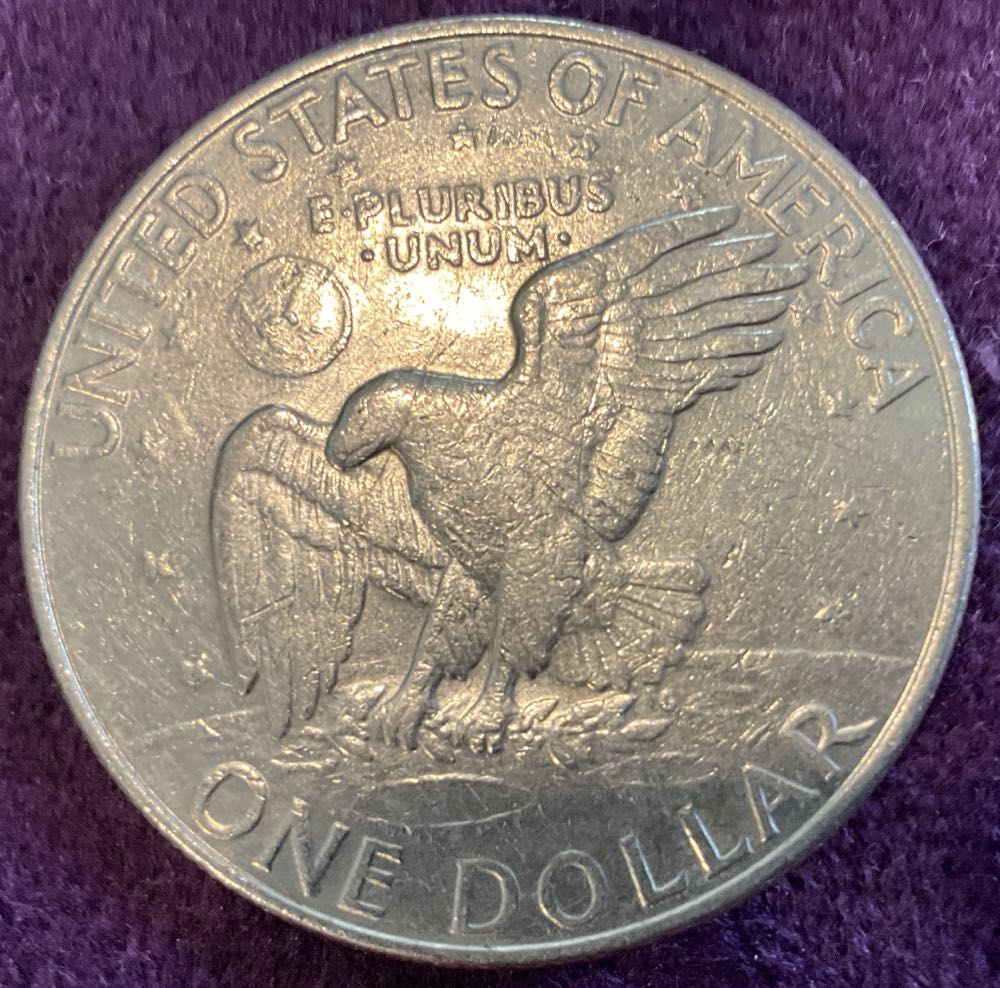 UNITED STATES OF AMERICA
E·PLURIBUS
·UNUM·
ONE DOLLAR